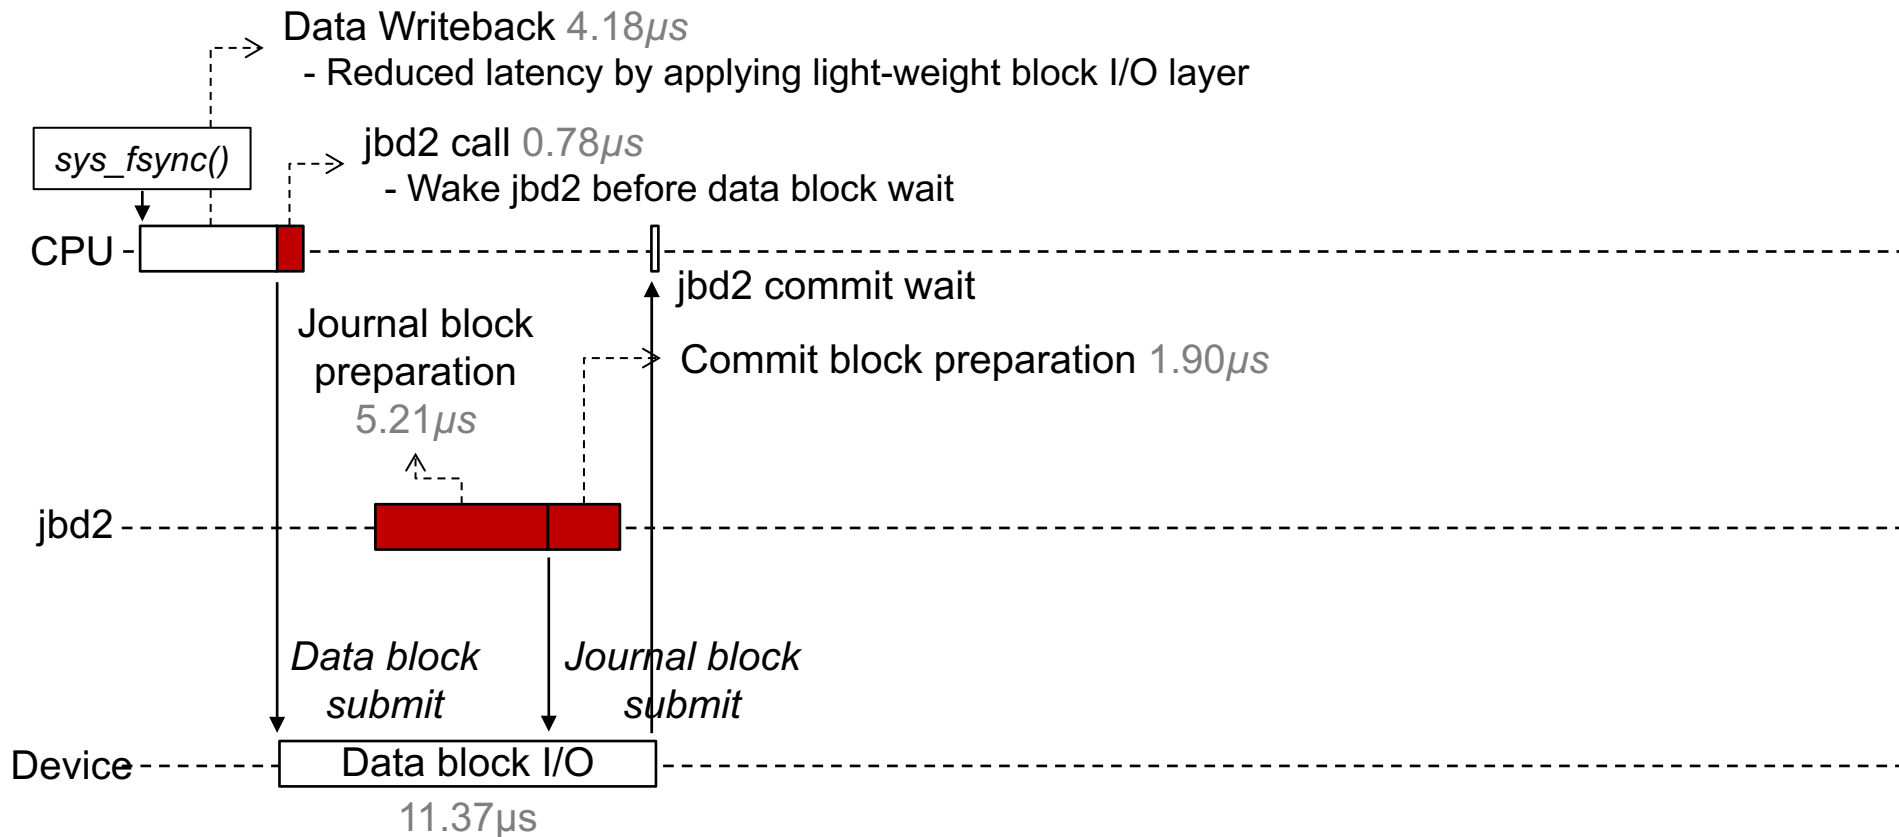 Data Writeback 4.18µs
- Reduced latency by applying light-weight block I/O layer
sys_fsync()
jbd2 call 0.78µs
- Wake jbd2 before data block wait
CPU
jbd2 commit wait
Journal block
preparation
5.21µs
Commit block preparation 1.90µs
jbd2
Data block
submit
Journal block
submit
Device
Data block I/O
11.37µs